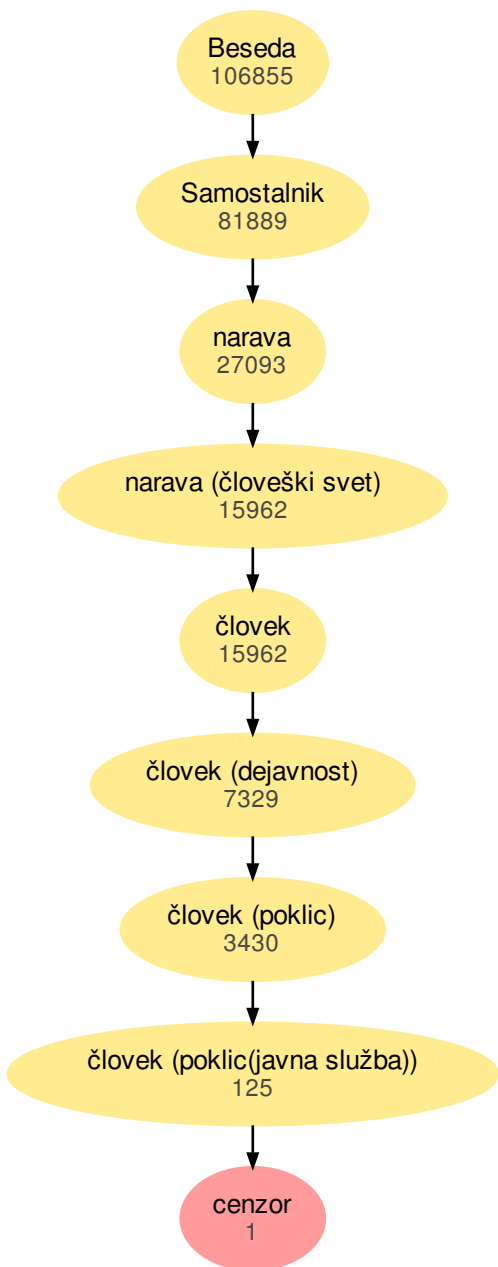 Beseda
106855
Samostalnik
81889
narava
27093
narava (človeški svet)
15962
človek
15962
človek (dejavnost)
7329
človek (poklic)
3430
človek (poklic(javna služba))
125
cenzor
1